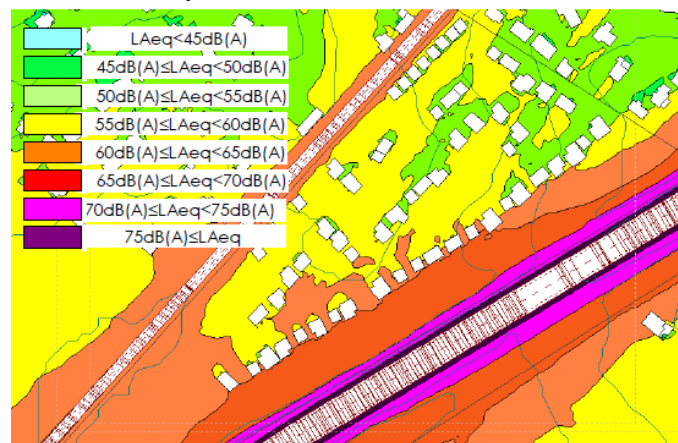 LAeq<45dB(A)
45dB(A)≤LAeq<50dB(A)
50dB(A)≤LAeq<55dB(A)
55dB(A)≤LAeq<60dB(A)
60dB(A)≤LAeq<65dB(A)
65dB(A)≤LAeq<70dB(A)
70dB(A)≤LAeq<75dB(A)
75dB(A)≤LAeq